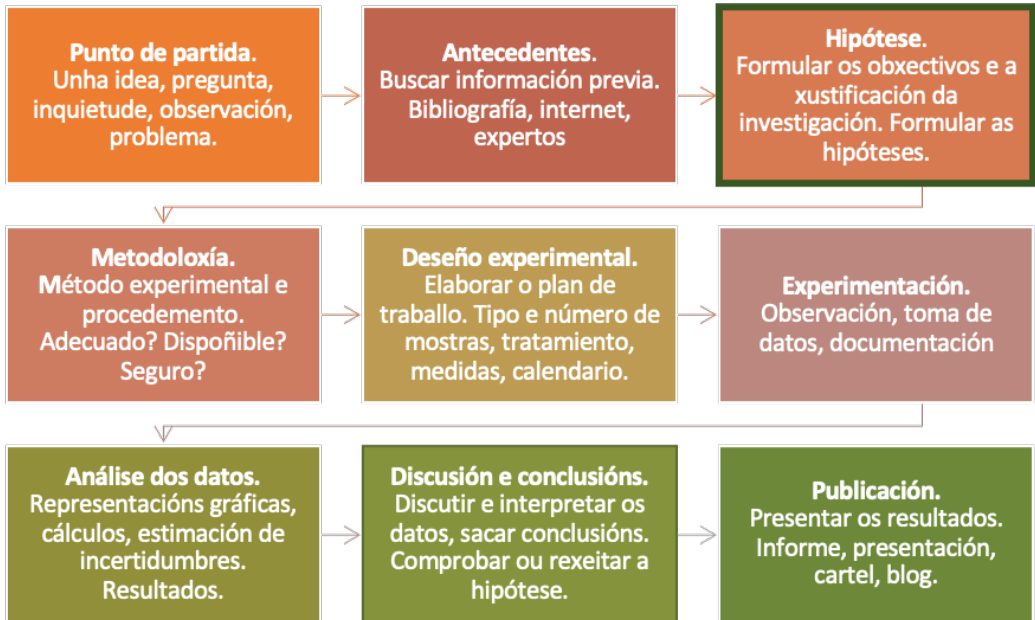 Punto de partida.
Unha idea, pregunta,
inquietude, observación,
problema.
Antecedentes.
Buscar información previa.
Bibliografía, internet,
expertos
Hipótese.
Formular os obxectivos e a
xustificación da
investigación. Formular as
hipóteses.
Metodoloxía.
Método experimental e
procedemento.
Adecuado? Dispoñible?
Seguro?
Deseño experimental.
Elaborar o plan de
traballo. Tipo e número de
mostras, tratamiento,
medidas, calendario.
Experimentación.
Observación, toma de
datos, documentación
Análise dos datos.
Representacións gráficas,
cálculos, estimación de
incertidumbres.
Resultados.
Discusión e conclusións.
Discutir e interpretar os
datos, sacar conclusións.
Comprobar ou rexeitar a
hipótese.
Publicación.
Presentar os resultados.
Informe, presentación,
cartel, blog.